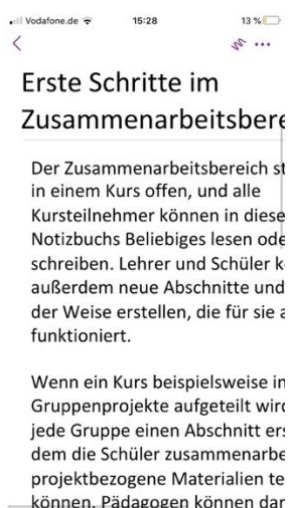 Vodafone.de 15:28 13 %
Erste Schritte im
Zusammenarbeitsbere
Der Zusammenarbeitsbereich st
in einem Kurs offen, und alle
Kursteilnehmer können in diese
Notizbuchs Beliebiges lesen ode
schreiben. Lehrer und Schüler k
außerdem neue Abschnitte und
der Weise erstellen, die für sie a
funktioniert.
Wenn ein Kurs beispielsweise in
Gruppenprojekte aufgeteilt wird
jede Gruppe einen Abschnitt ers
dem die Schüler zusammenarbe
projektbezogene Materialien te
können. Pädagogen können dar